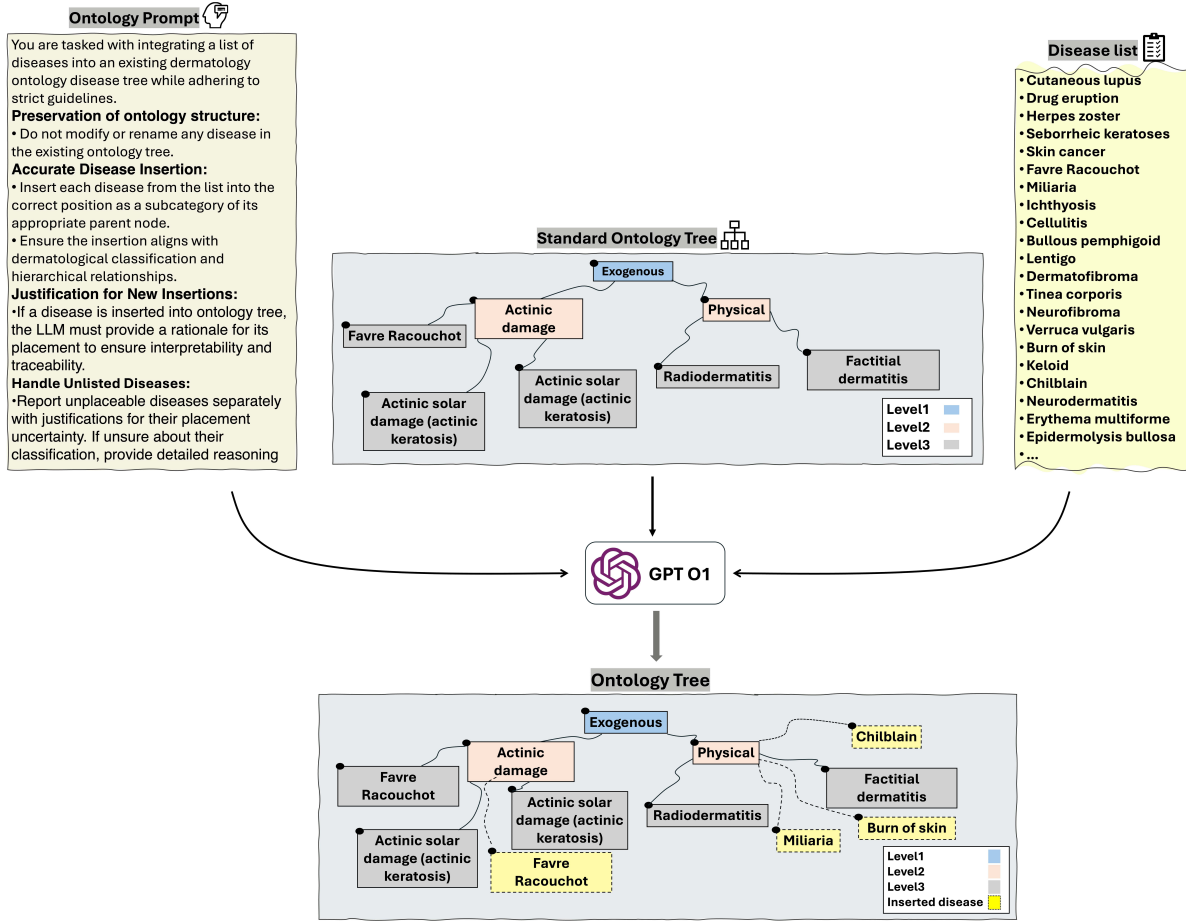 Ontology Prompt
You are tasked with integrating a list of
diseases into an existing dermatology
ontology disease tree while adhering to
strict guidelines.
Preservation of ontology structure:
• Do not modify or rename any disease in
the existing ontology tree.
Accurate Disease Insertion:
• Insert each disease from the list into the
correct position as a subcategory of its
appropriate parent node.
• Ensure the insertion aligns with
dermatological classification and
hierarchical relationships.
Justification for New Insertions:
•If a disease is inserted into ontology tree,
the LLM must provide a rationale for its
placement to ensure interpretability and
traceability.
Handle Unlisted Diseases:
•Report unplaceable diseases separately
with justifications for their placement
uncertainty. If unsure about their
classification, provide detailed reasoning
Standard Ontology Tree
Exogenous
Actinic
damage
Physical
Favre Racouchot
Radiodermatitis
Factitial
dermatitis
Actinic solar
damage (actinic
keratosis)
Actinic solar
damage (actinic
keratosis)
Level1
Level2
Level3
Disease list
• Cutaneous lupus
• Drug eruption
• Herpes zoster
• Seborrheic keratoses
• Skin cancer
• Favre Racouchot
• Miliaria
• Ichthyosis
• Cellulitis
• Bullous pemphigoid
• Lentigo
• Dermatofibroma
• Tinea corporis
• Neurofibroma
• Verruca vulgaris
• Burn of skin
• Keloid
• Chilblain
• Neurodermatitis
• Erythema multiforme
• Epidermolysis bullosa
• ...
GPT O1
Ontology Tree
Exogenous
Actinic
damage
Physical
Chilblain
Favre
Racouchot
Factitial
dermatitis
Actinic solar
damage (actinic
keratosis)
Radiodermatitis
Burn of skin
Miliaria
Actinic solar
damage (actinic
keratosis)
Favre
Racouchot
Level1
Level2
Level3
Inserted disease